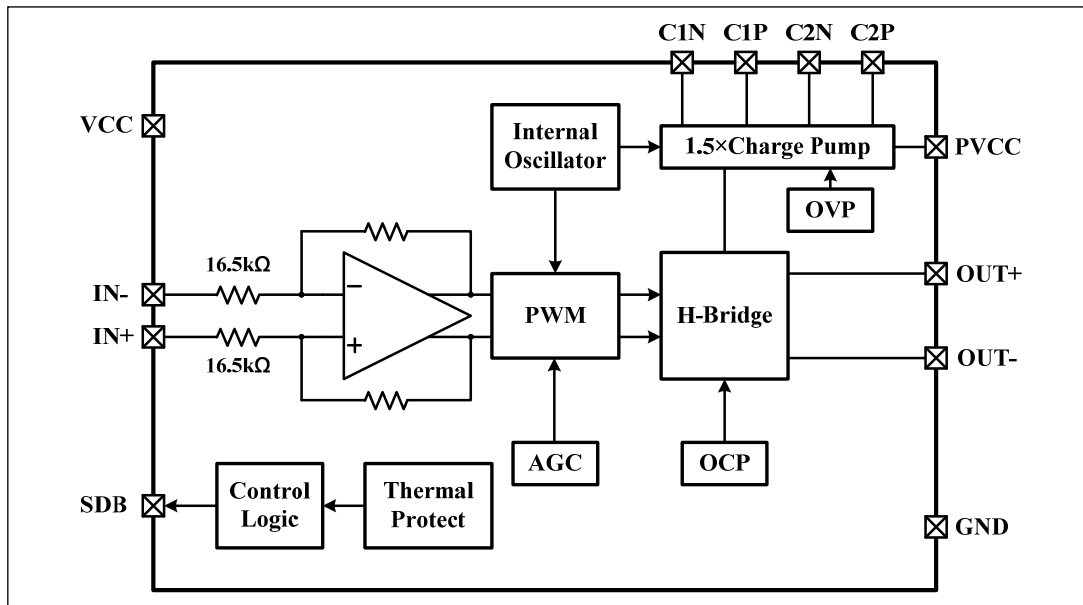 C1N C1P C2N C2P
VCC
Internal
Oscillator
1.5×Charge Pump
PVCC
OVP
16.5kΩ
IN-
IN+
16.5kΩ
−
+
PWM
H-Bridge
OUT+
OUT-
AGC
OCP
SDB
Control
Logic
Thermal
Protect
GND